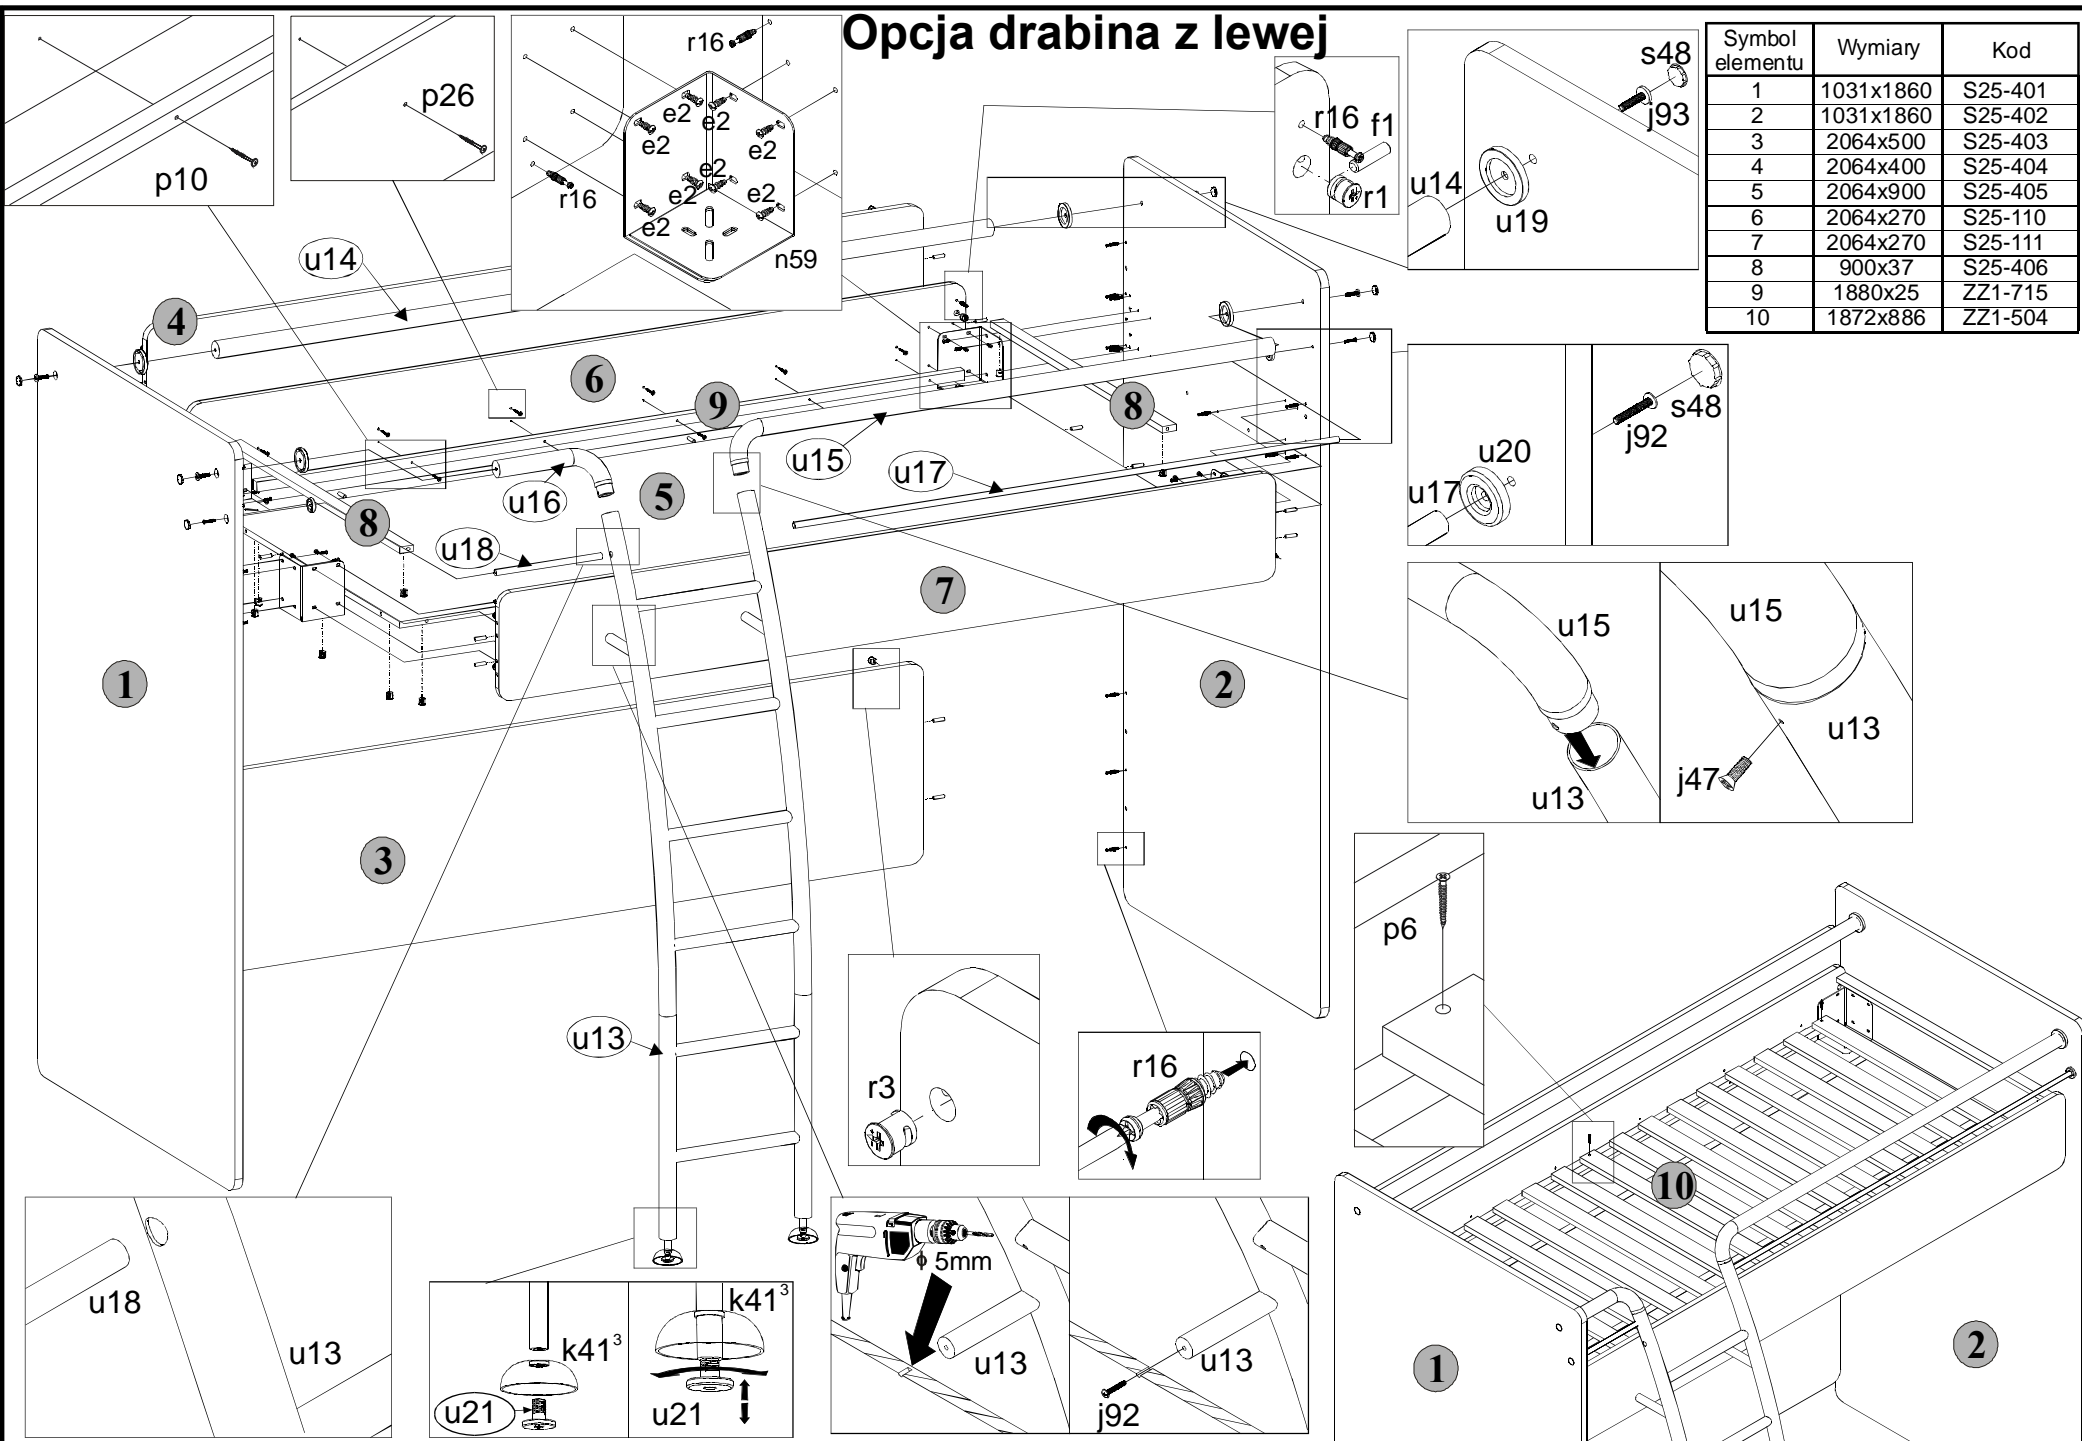 Opcja drabina z lewej
Symbol elementu Wymiary Kod
1 1031x1860 S25-401
2 1031x1860 S25-402
3 2064x500 S25-403
4 2064x400 S25-404
5 2064x900 S25-405
6 2064x270 S25-110
7 2064x270 S25-111
8 900x37 S25-406
9 1880x25 ZZ1-715
10 1872x886 ZZ1-504
p10
p26
r16
e2
e2
e2
e2
e2
e2
e2
e2
e2
r16
n59
r16
f1
r1
s48
j93
u14
u19
u14
4
6
9
8
u15
u16
5
u17
8
u18
7
s48
j92
u20
u17
u15
u13
u15
u13
j47
1
2
3
u13
r3
r16
p6
10
1
2
u18
u13
k41³
u21
k41³
u21
ϕ 5mm
u13
u13
j92